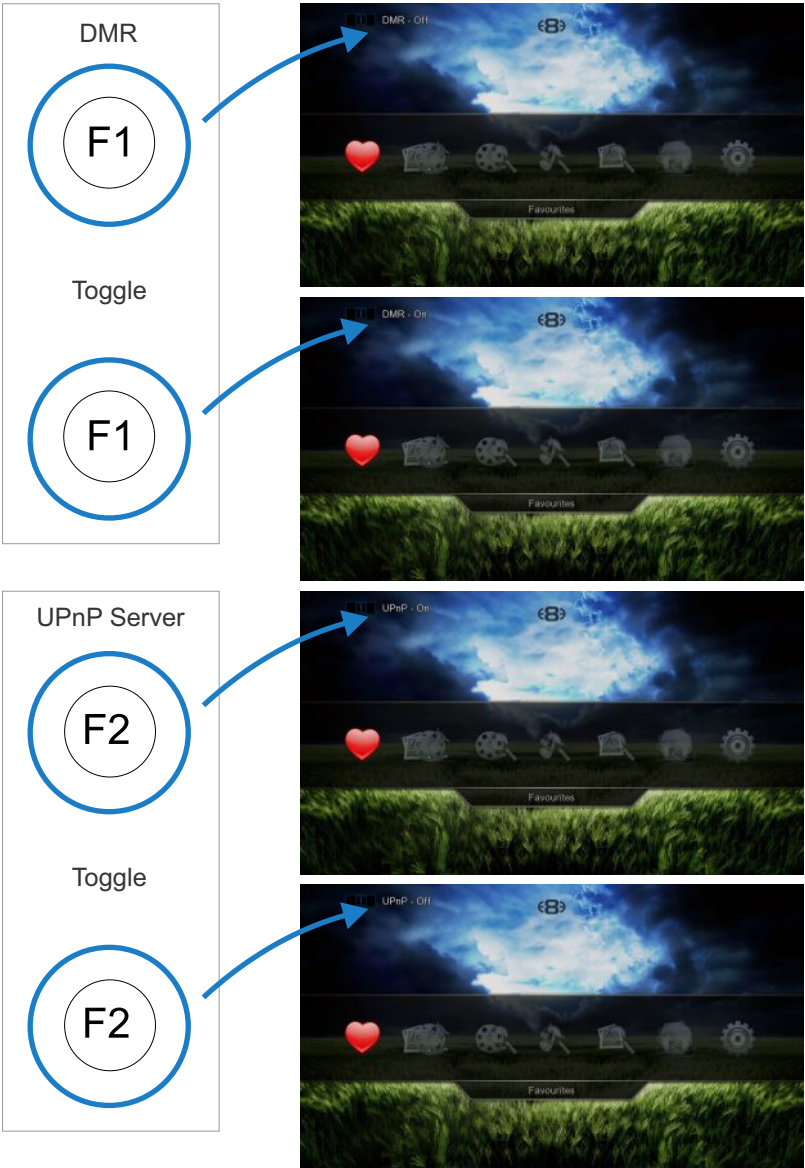 DMR
F1
DMR - Off
Favourites
Toggle
F1
DMR - On
Favourites
UPnP Server
F2
UPnP - On
Favourites
Toggle
F2
UPnP - Off
Favourites